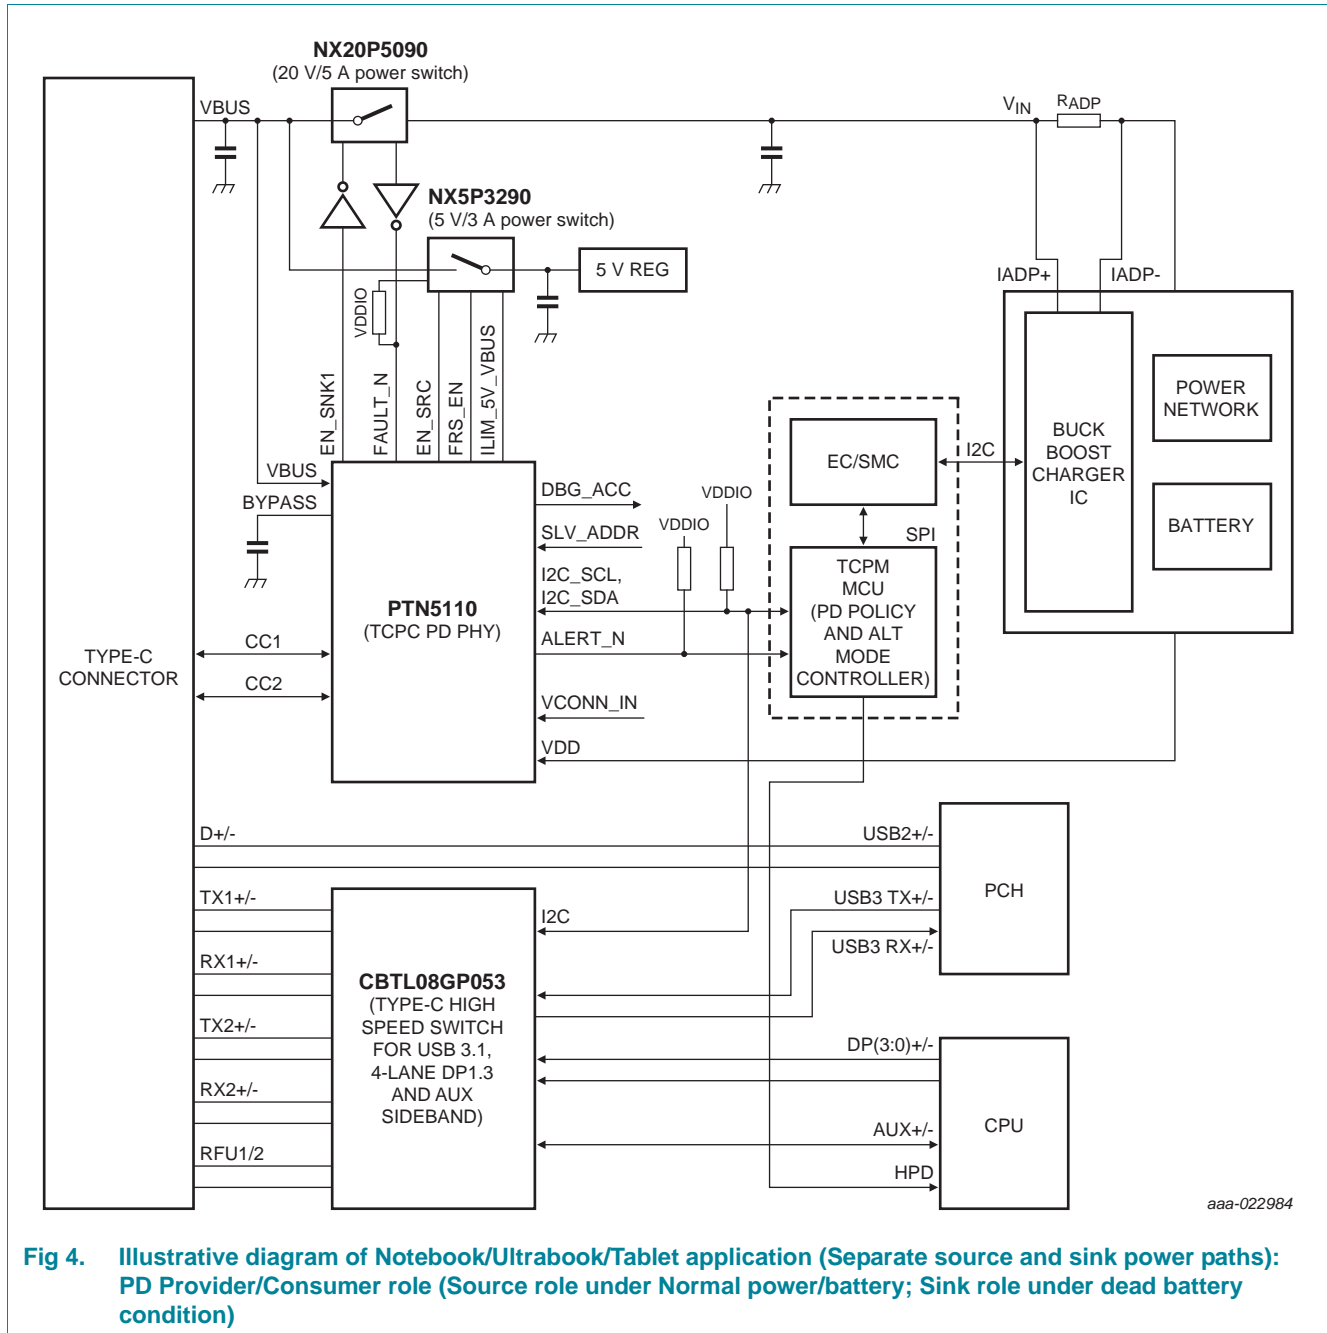 NX20P5090
(20 V/5 A power switch)
VBUS
VIN
RADP
NX5P3290
(5 V/3 A power switch)
5 V REG
IADP+
IADP-
VDDIO
EN_SNK1
FAULT_N
EN_SRC
FRS_EN
ILIM_5V_VBUS
POWER
NETWORK
BUCK
BOOST
CHARGER
IC
BATTERY
EC/SMC
I2C
SPI
VBUS
BYPASS
DBG_ACC
SLV_ADDR
I2C_SCL,
I2C_SDA
ALERT_N
VCONN_IN
VDD
VDDIO
VDDIO
PTN5110
(TCPC PD PHY)
TCPM
MCU
(PD POLICY
AND ALT
MODE
CONTROLLER)
TYPE-C
CONNECTOR
CC1
CC2
D+/-
USB2+/-
TX1+/-
RX1+/-
TX2+/-
RX2+/-
RFU1/2
I2C
CBTL08GP053
(TYPE-C HIGH
SPEED SWITCH
FOR USB 3.1,
4-LANE DP1.3
AND AUX
SIDEBAND)
USB3 TX+/-
USB3 RX+/-
PCH
DP(3:0)+/-
AUX+/-
HPD
CPU
aaa-022984
Fig 4. Illustrative diagram of Notebook/Ultrabook/Tablet application (Separate source and sink power paths):
PD Provider/Consumer role (Source role under Normal power/battery; Sink role under dead battery
condition)